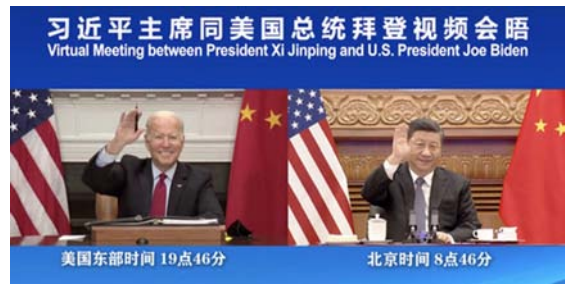 习近平主席同美国总统拜登视频会晤
Virtual Meeting between President Xi Jinping and U.S. President Joe Biden
美国东部时间 19点46分
北京时间 8点46分